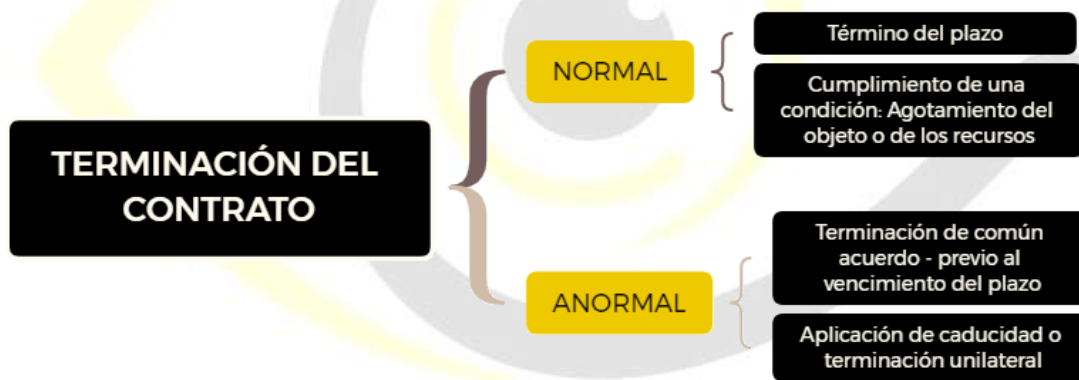 TERMINACIÓN DEL
CONTRATO
NORMAL
Término del plazo
Cumplimiento de una
condición: Agotamiento del
objeto o de los recursos
ANORMAL
Terminación de común
acuerdo - previo al
vencimiento del plazo
Aplicación de caducidad o
terminación unilateral